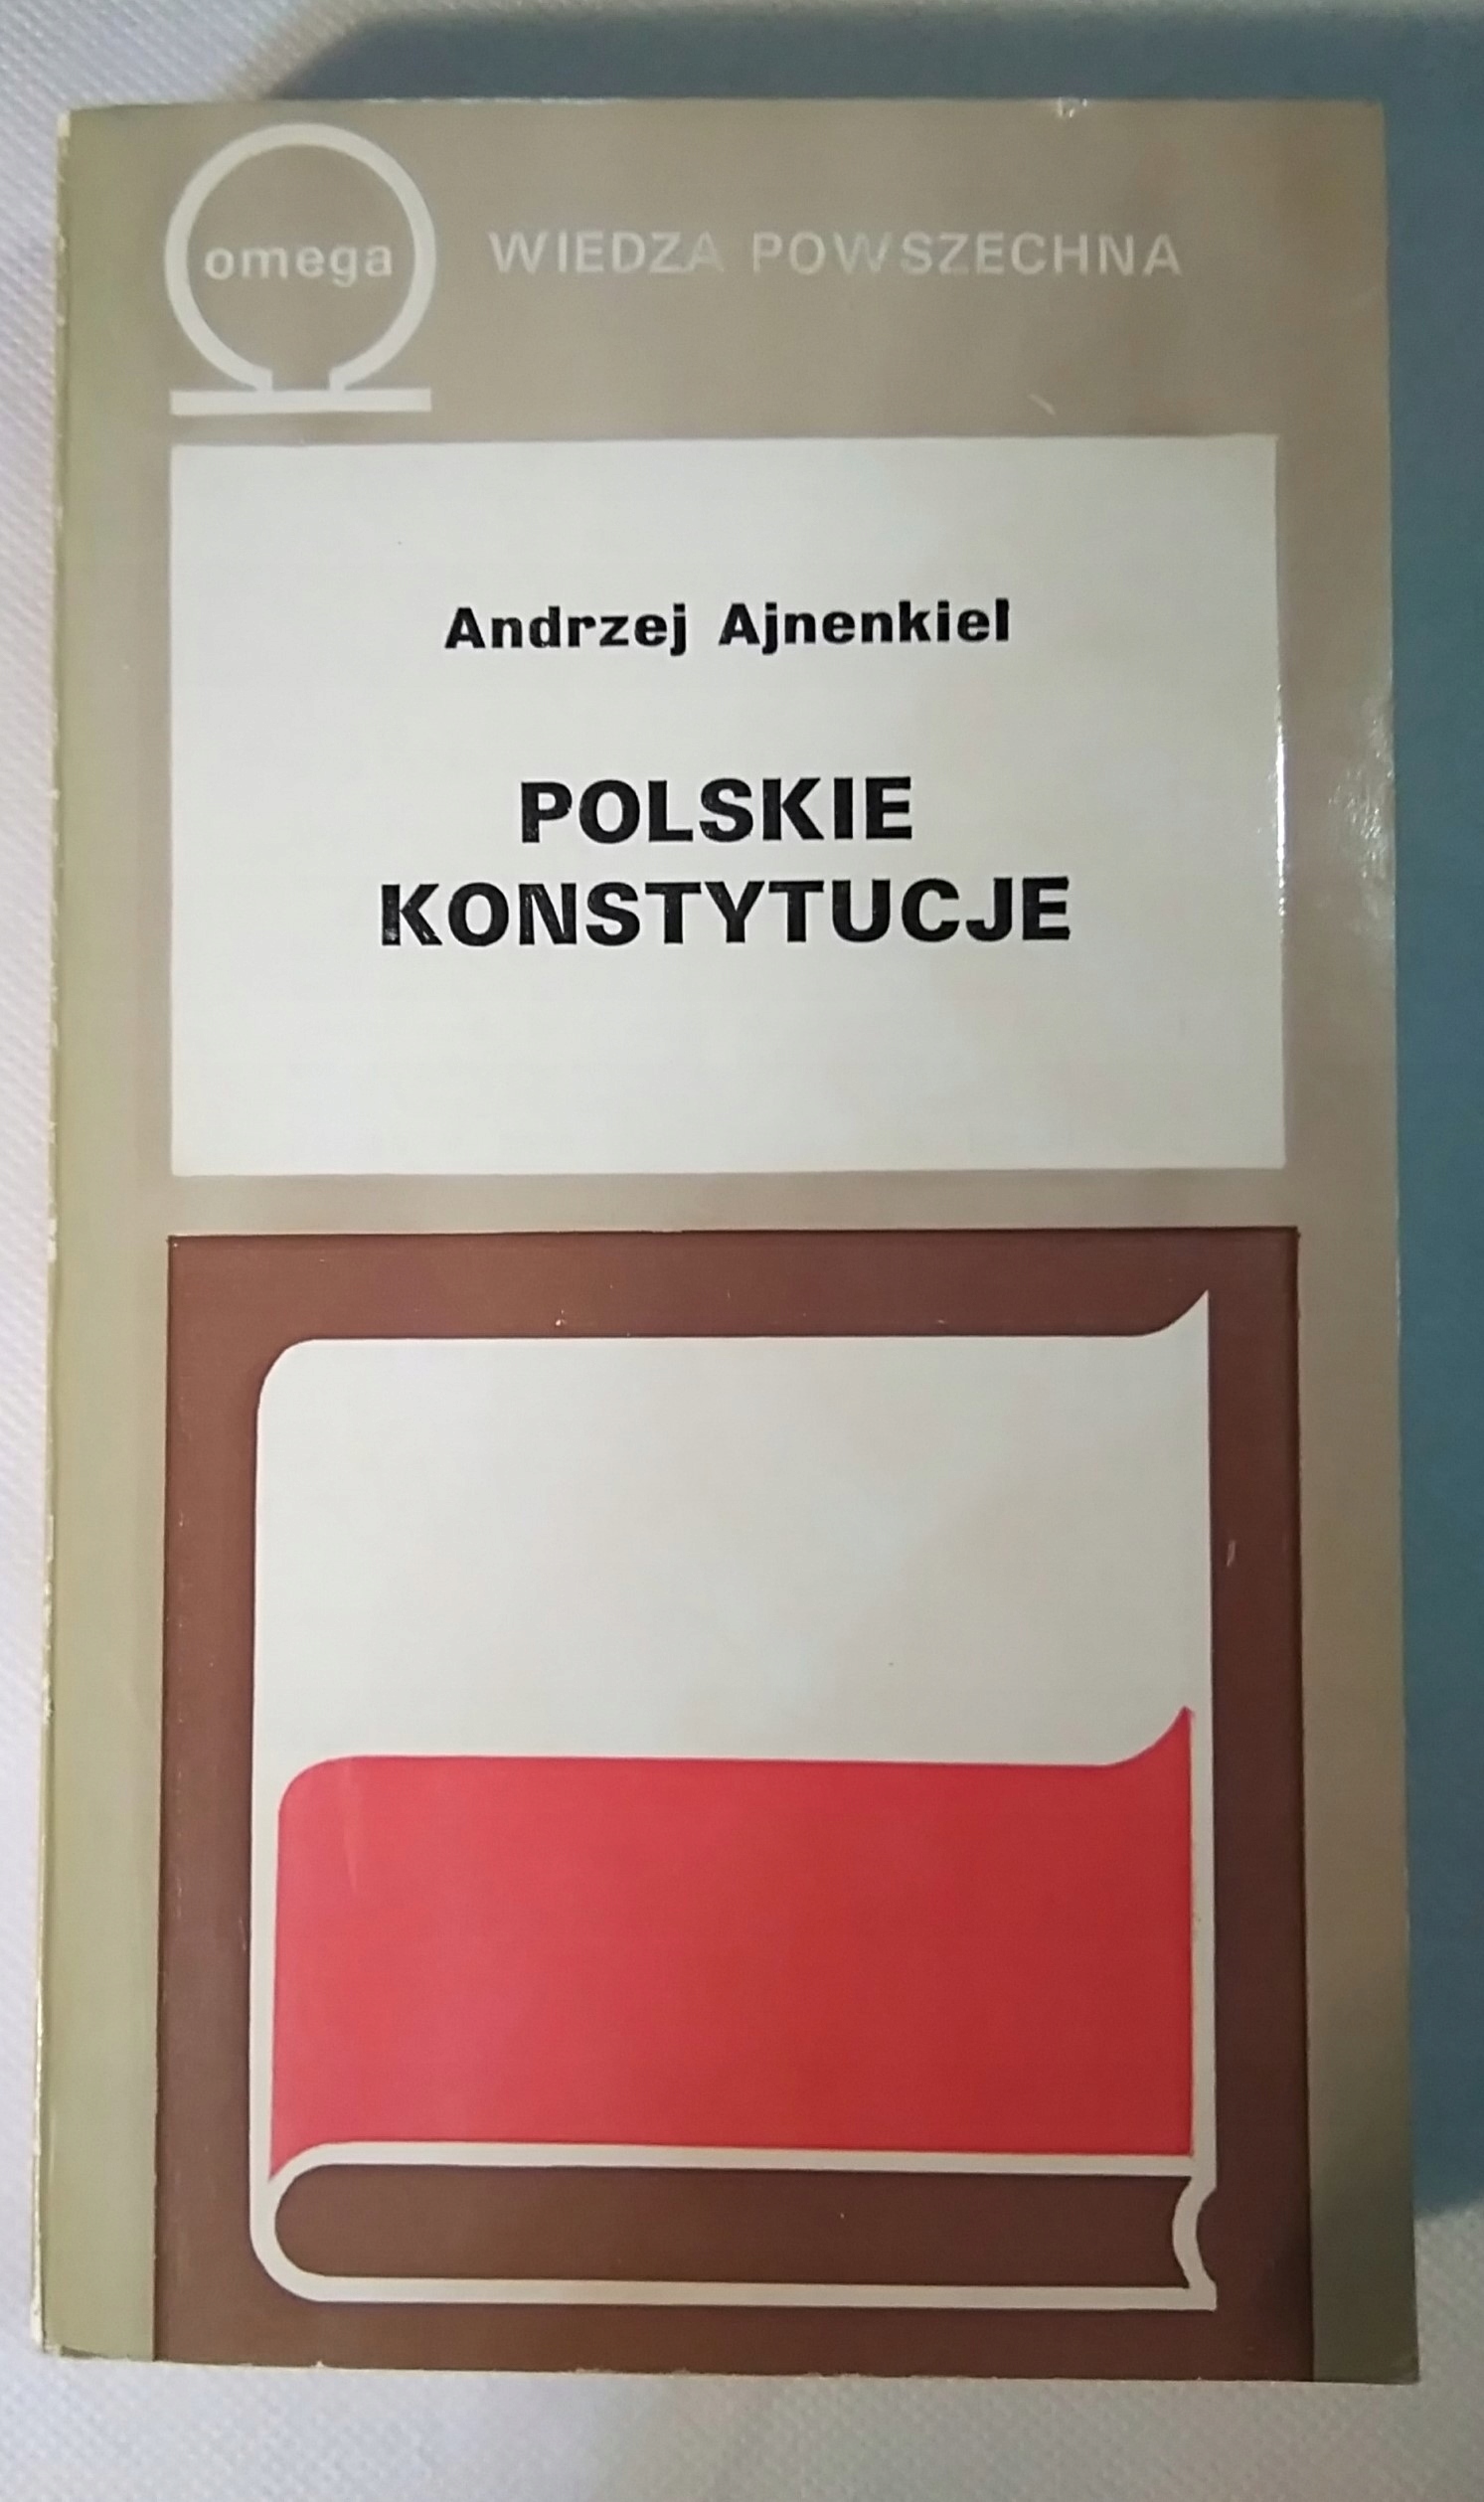 omega
WIEDZA POWSZECHNA
Andrzej Ajnenkiel
POLSKIE
KONSTYTUCJE